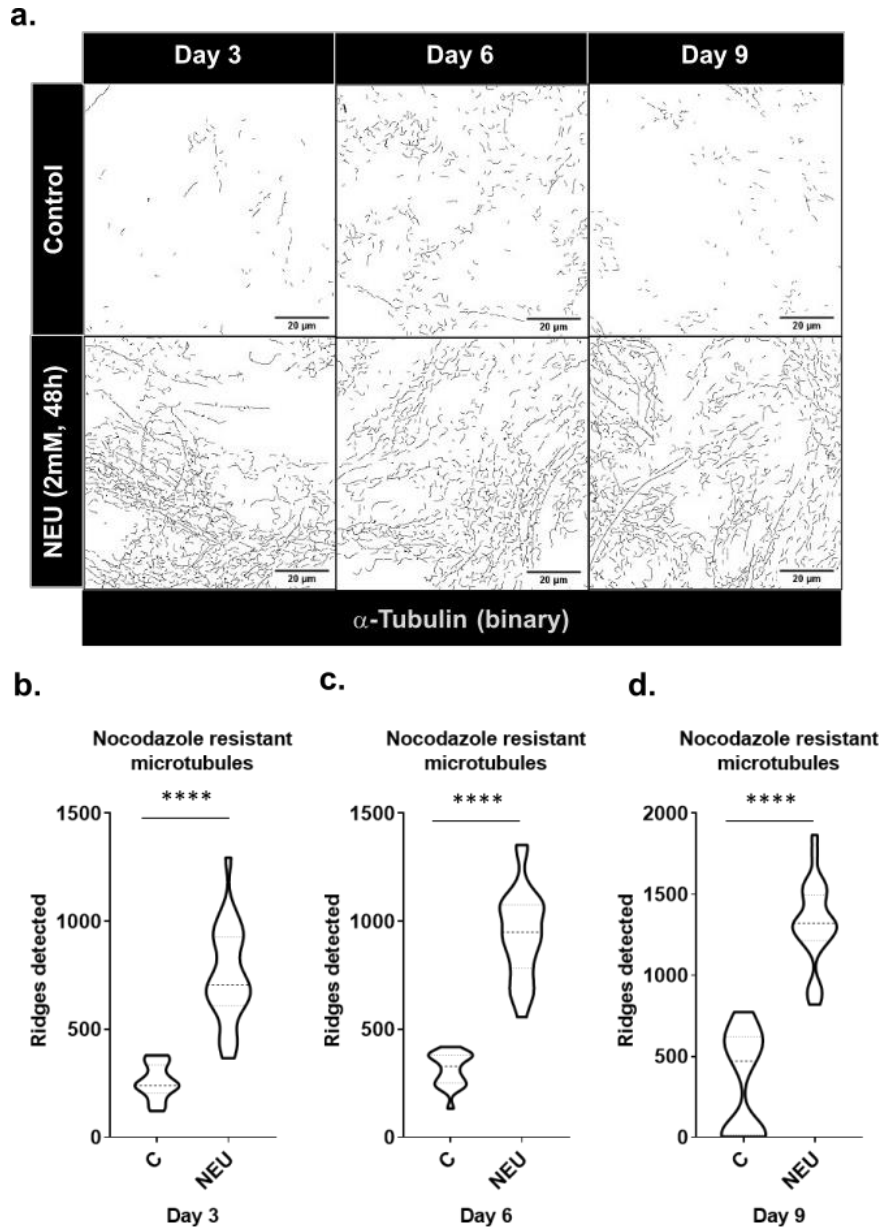 a.
Day 3 Day 6 Day 9
Control
20 µm 20 µm 20 µm
NEU (2mM, 48h)
20 µm 20 µm 20 µm
α-Tubulin (binary)
b.
Nocodazole resistant
microtubules
****
Ridges detected
1500
1000
500
0
C NEU
Day 3
c.
Nocodazole resistant
microtubules
****
Ridges detected
1500
1000
500
0
C NEU
Day 6
d.
Nocodazole resistant
microtubules
****
Ridges detected
2000
1500
1000
500
0
C NEU
Day 9